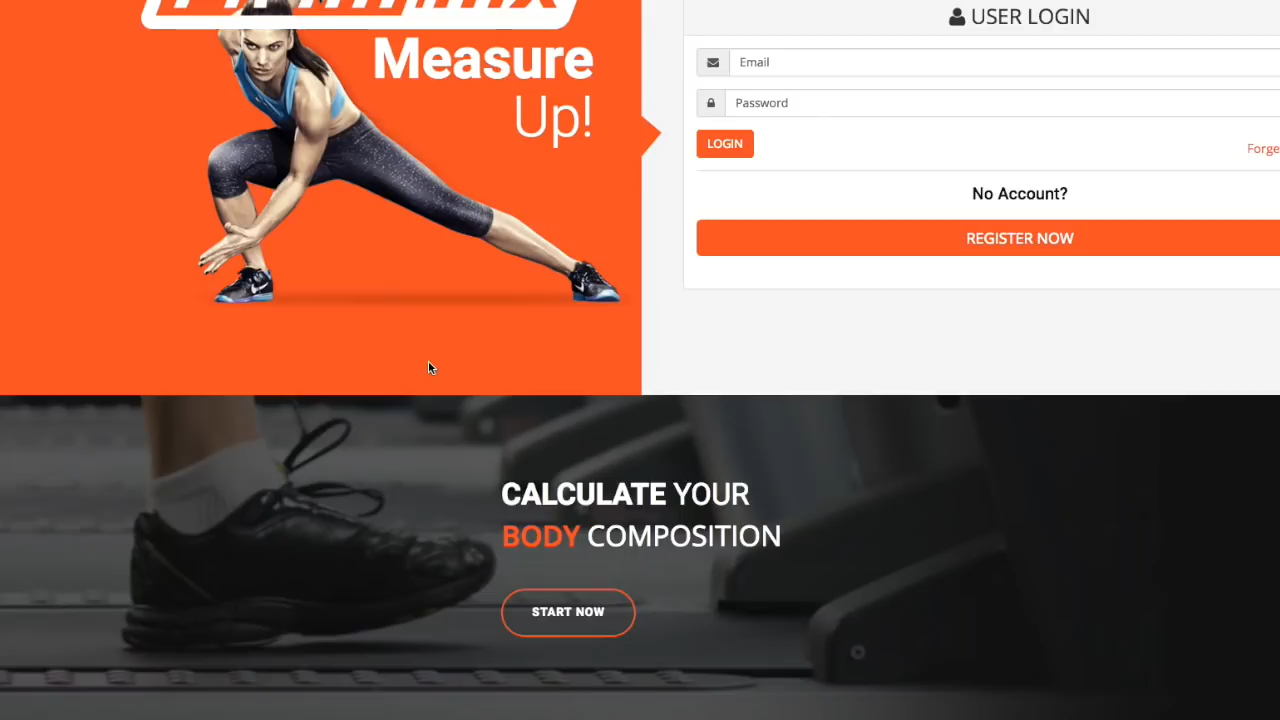 Measure
Up!
USER LOGIN
Email
Password
LOGIN
Forge
No Account?
REGISTER NOW
CALCULATE YOUR
BODY COMPOSITION
START NOW